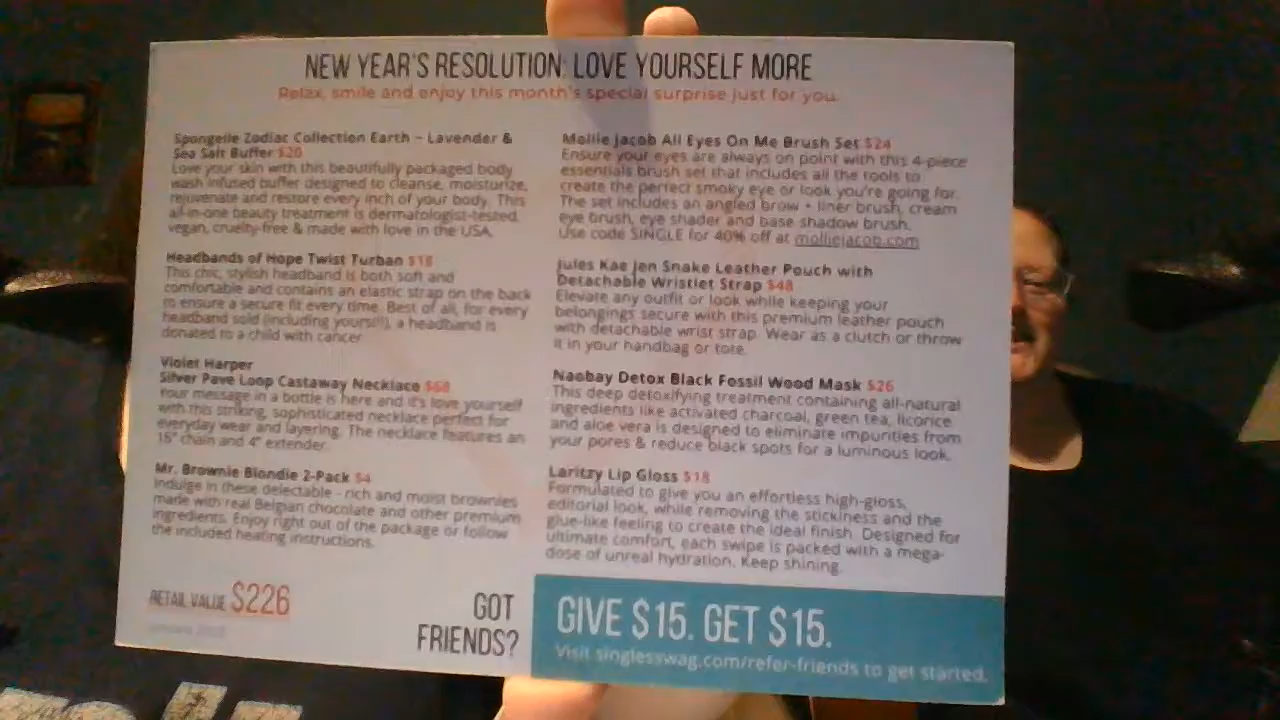 NEW YEAR'S RESOLUTION: LOVE YOURSELF MORE
Relax, smile and enjoy this month's special surprise just for you.
Spongelle Zodiac Collection Earth – Lavender &
Sea Salt Buffer $20
Love your skin with this beautifully packaged body
wash infused buffer designed to cleanse, moisturize,
rejuvenate and restore every inch of your body. This
all-in-one beauty treatment is dermatologist-tested,
vegan, cruelty-free & made with love in the USA.
Headbands of Hope Twist Turban $18
This chic, stylish headband is both soft and
comfortable and contains an elastic strap on the back
to ensure a secure fit every time. Best of all, for every
headband sold (including yours!!), a headband is
donated to a child with cancer.
Violet Harper
Silver Pave Loop Castaway Necklace $68
Your message in a bottle is here and it's love yourself
with this striking, sophisticated necklace perfect for
everyday wear and layering. The necklace features an
16" chain and 4" extender.
Mr. Brownie Blondie 2-Pack $4
Indulge in these delectable - rich and moist brownies
made with real Belgian chocolate and other premium
ingredients. Enjoy right out of the package or follow
the included heating instructions.
RETAIL VALUE $226
Mollie Jacob All Eyes On Me Brush Set $24
Ensure your eyes are always on point with this 4-piece
essentials brush set that includes all the tools to
create the perfect smoky eye or look you're going for.
The set includes an angled brow + liner brush, cream
eye brush, eye shader and base shadow brush.
Use code SINGLE for 40% off at molliejacob.com
Jules Kae Jen Snake Leather Pouch with
Detachable Wristlet Strap $48
Elevate any outfit or look while keeping your
belongings secure with this premium leather pouch
with detachable wrist strap. Wear as a clutch or throw
it in your handbag or tote.
Naobay Detox Black Fossil Wood Mask $26
This deep detoxifying treatment containing all-natural
ingredients like activated charcoal, green tea, licorice
and aloe vera is designed to eliminate impurities from
your pores & reduce black spots for a luminous look.
Laritzy Lip Gloss $18
Formulated to give you an effortless high-gloss,
editorial look, while removing the stickiness and the
glue-like feeling to create the ideal finish. Designed for
ultimate comfort, each swipe is packed with a mega-
dose of unreal hydration. Keep shining.
GOT
FRIENDS?
GIVE $15. GET $15.
Visit singlesswag.com/refer-friends to get started.